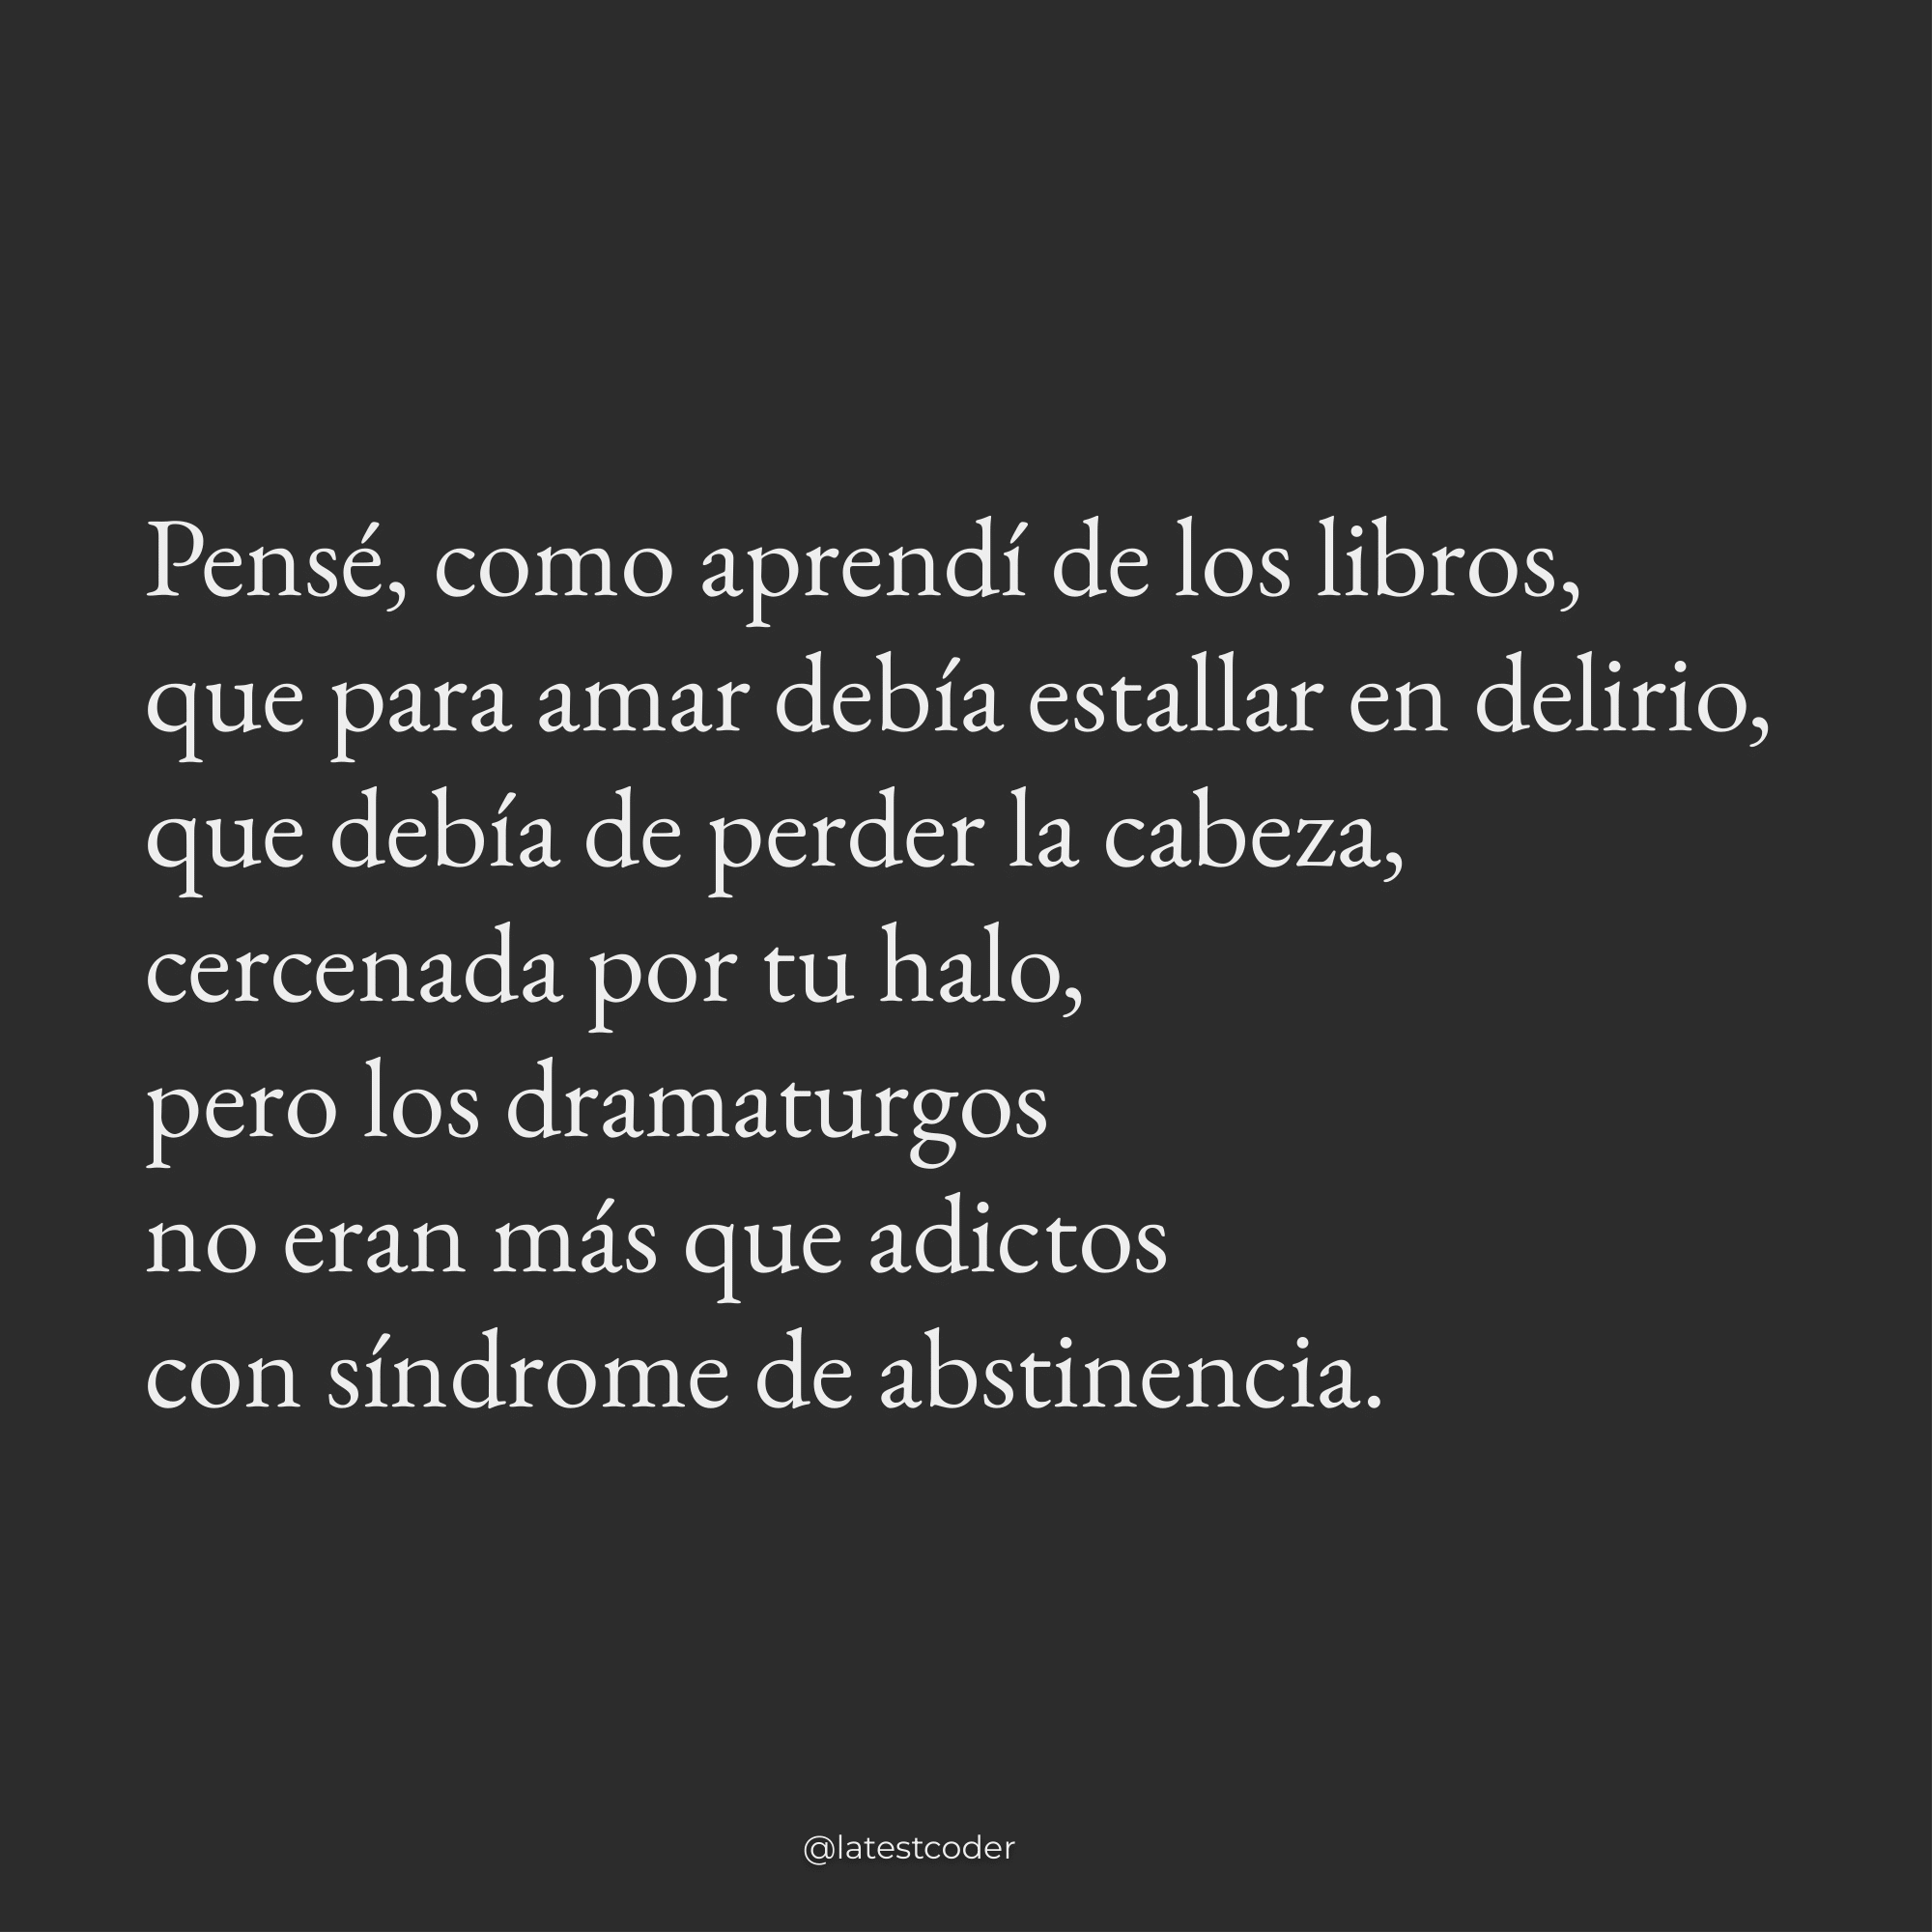 Pensé, como aprendí de los libros,
que para amar debía estallar en delirio,
que debía de perder la cabeza,
cercenada por tu halo,
pero los dramaturgos
no eran más que adictos
con síndrome de abstinencia.
@latestcoder